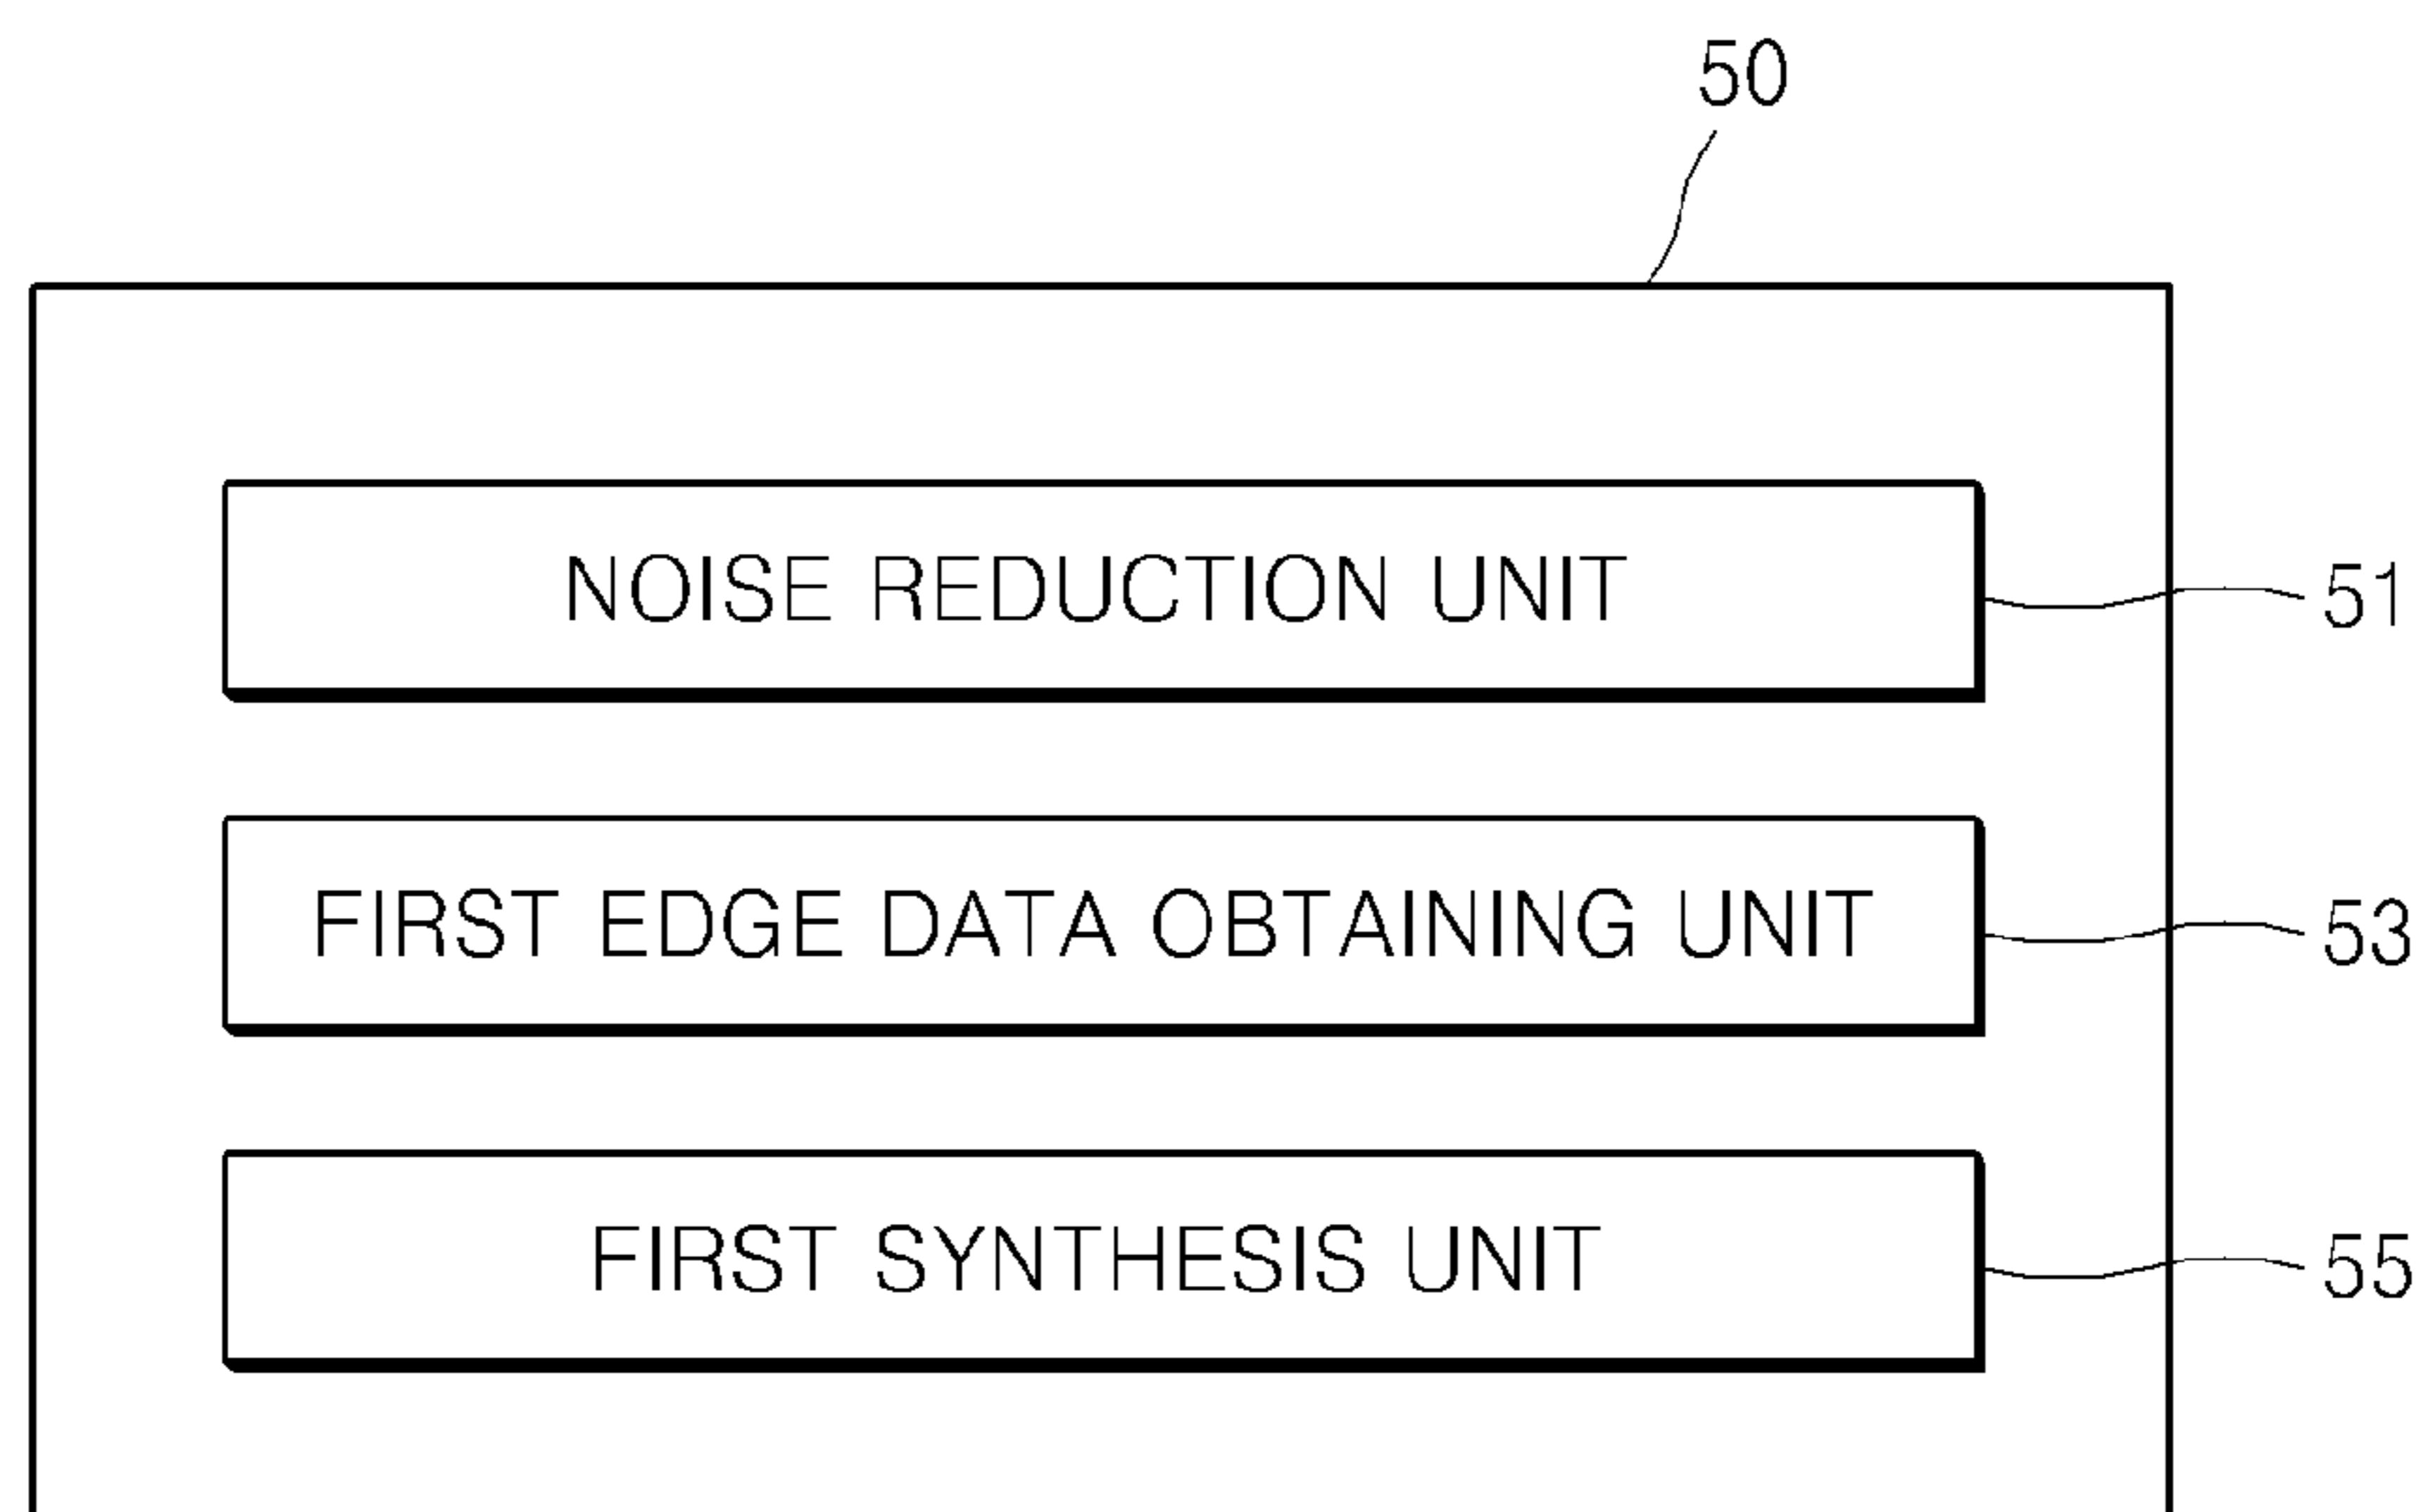 50
NOISE REDUCTION UNIT 51
FIRST EDGE DATA OBTAINING UNIT 53
FIRST SYNTHESIS UNIT 55